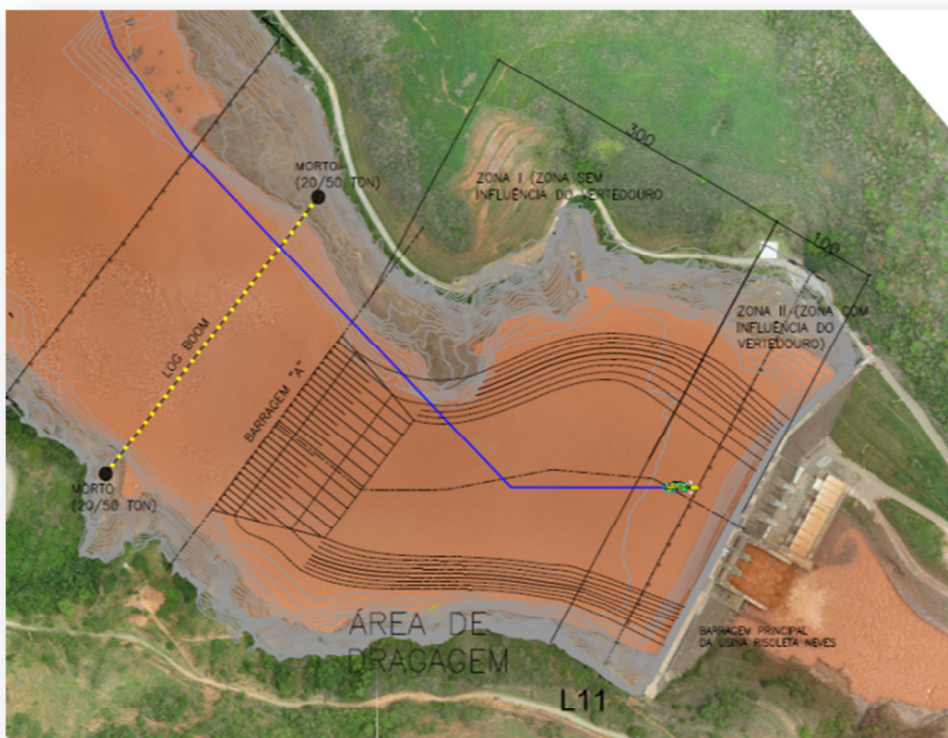 MORTO
(20/50 TON)
300
ZONA I (ZONA SEM
INFLUÊNCIA DO VERTEDOURO
100
ZONA II (ZONA COM
INFLUÊNCIA DO
VERTEDOURO)
LOG BOOM
BARRAGEM "A"
MORTO
(20/50 TON)
ÁREA DE
DRAGAGEM
BARRAGEM PRINCIPAL
DA USINA RISOLETA NEVES
L11